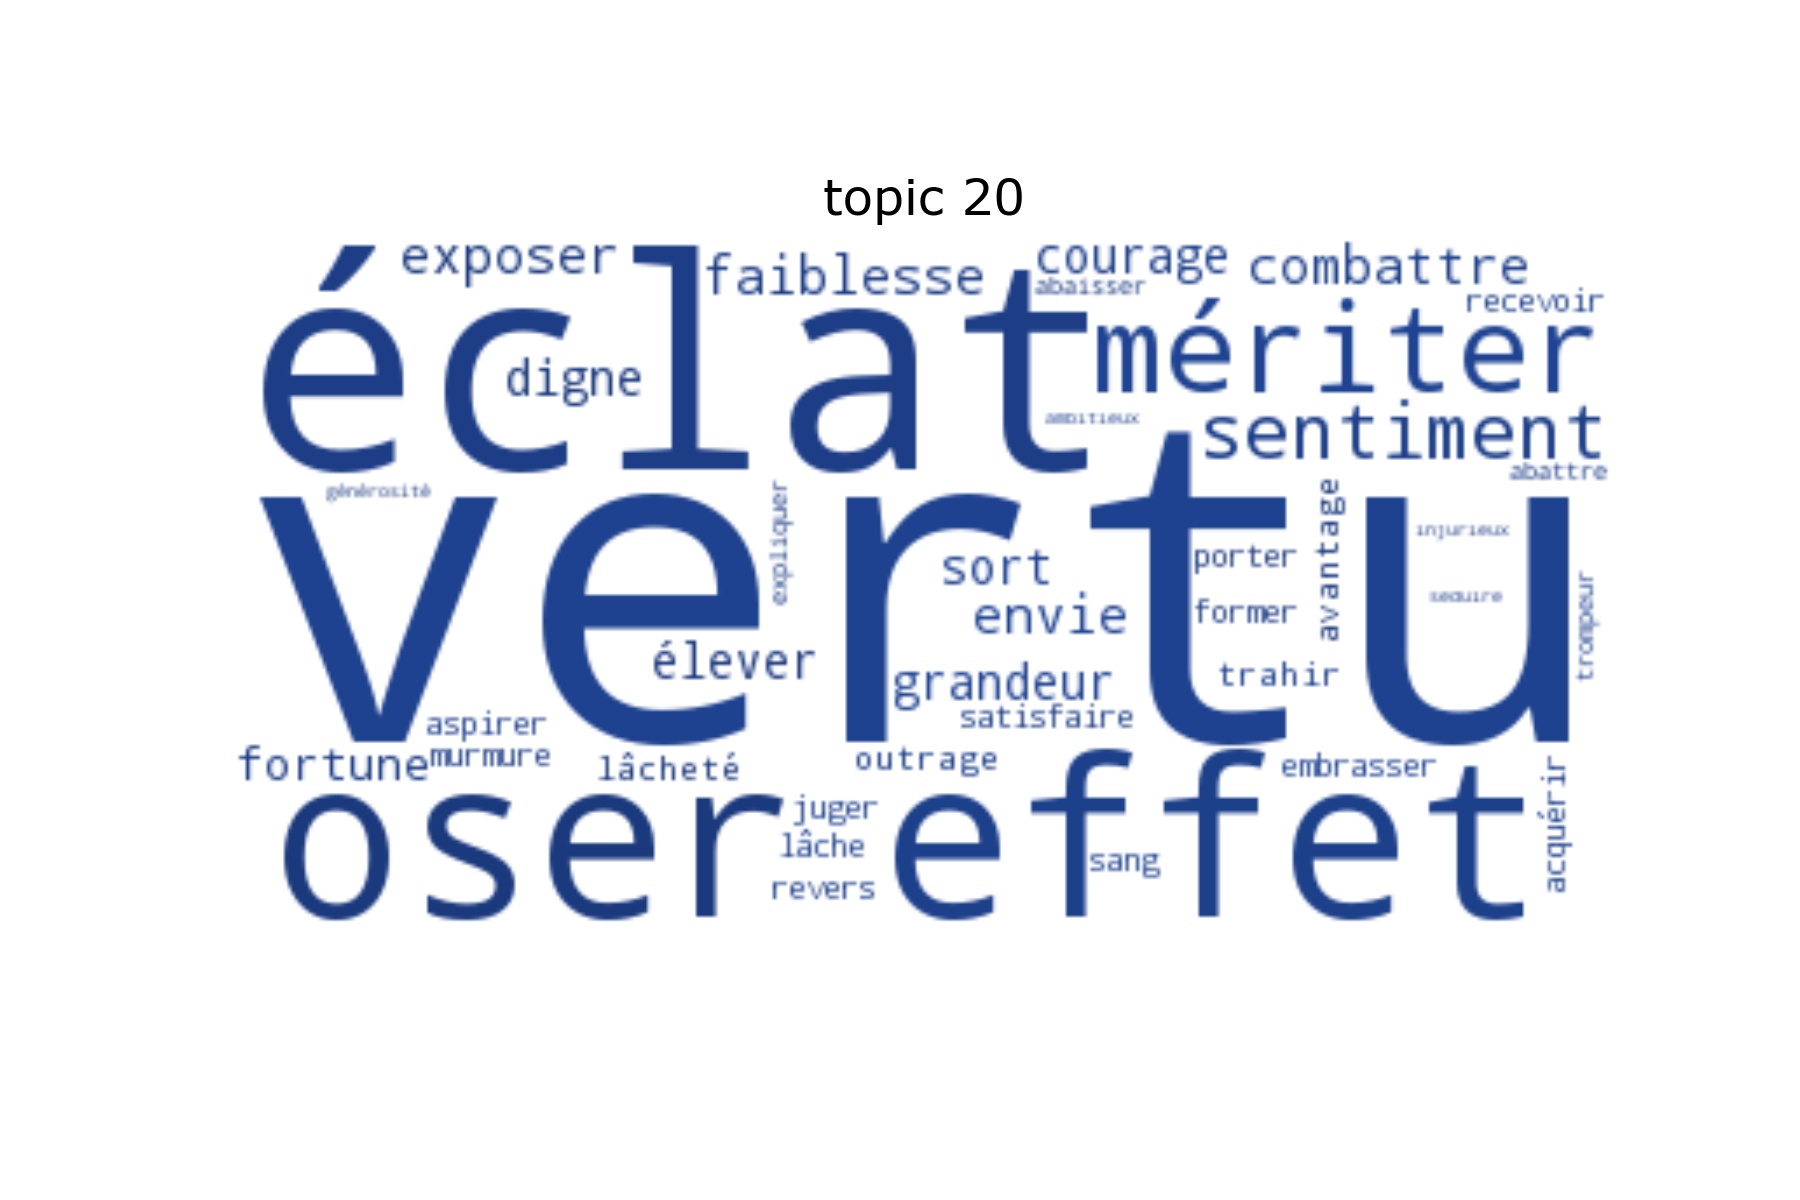 topic 20
exposer
faiblesse
courage
combattre
abaisser
recevoir
éclat
digne
mériter
ambitieux
sentiment
abattre
générosité
vertu
expliquer
avantage
injurieux
sort
porter
envie
former
séduire
trompeur
élever
grandeur
trahir
satisfaire
aspirer
murmure
fortune
lâcheté
outrage
embrasser
acquérir
oser
juger
lâche
revers
effet
sang